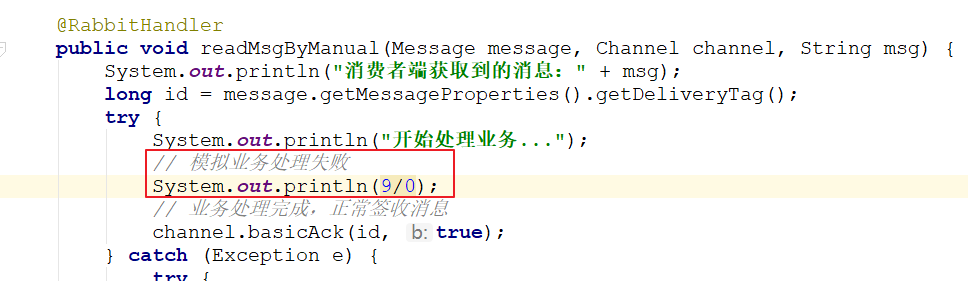 @RabbitHandler
public void readMsgByManual(Message message, Channel channel, String msg) {
System.out.println("消费者端获取到的消息：" + msg);
long id = message.getMessageProperties().getDeliveryTag();
try {
System.out.println("开始处理业务...");
// 模拟业务处理失败
System.out.println(9/0);
// 业务处理完成，正常签收消息
channel.basicAck(id, b: true);
} catch (Exception e) {
try {